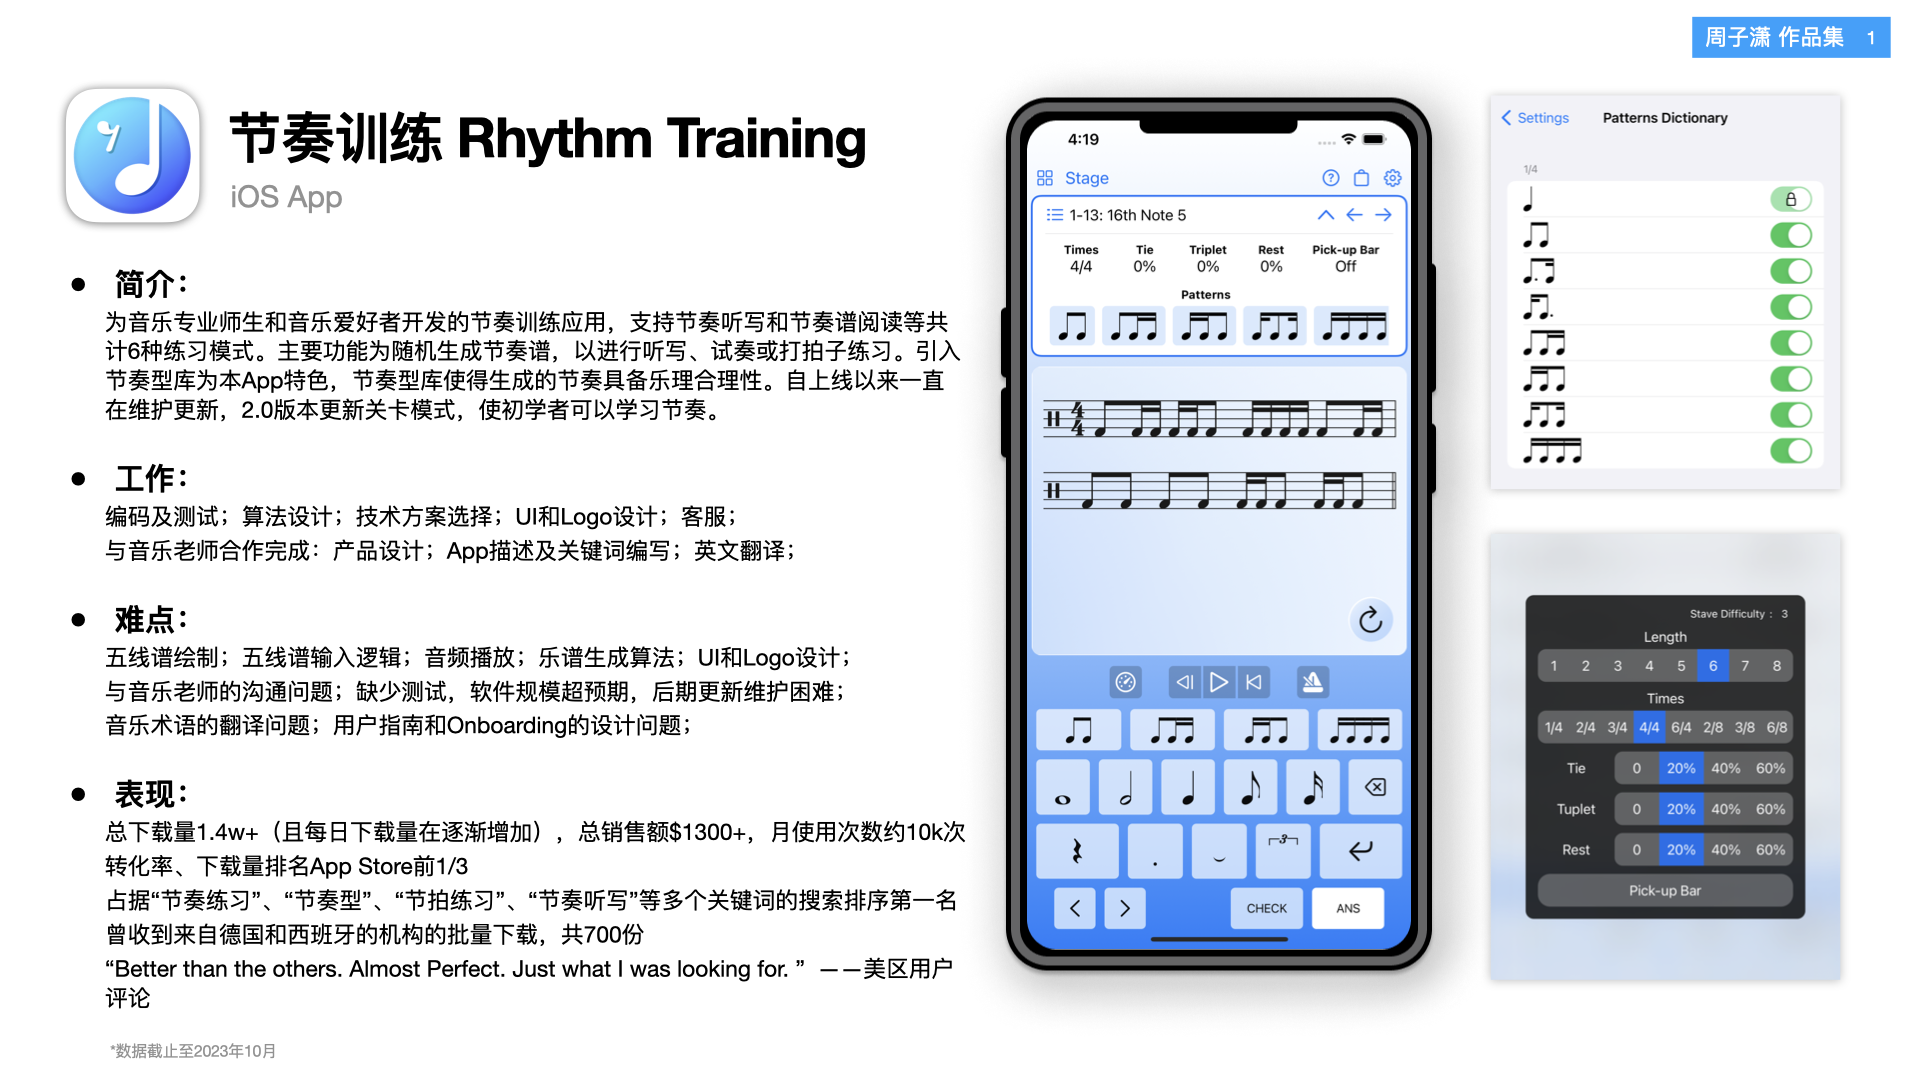 周子潇 作品集 1
节奏训练 Rhythm Training
iOS App
● 简介：
为音乐专业师生和音乐爱好者开发的节奏训练应用，支持节奏听写和节奏谱阅读等共
计6种练习模式。主要功能为随机生成节奏谱，以进行听写、试奏或打拍子练习。引入
节奏型库为本App特色，节奏型库使得生成的节奏具备乐理合理性。自上线以来一直
在维护更新，2.0版本更新关卡模式，使初学者可以学习节奏。
● 工作：
编码及测试；算法设计；技术方案选择；UI和Logo设计；客服；
与音乐老师合作完成：产品设计；App描述及关键词编写；英文翻译；
● 难点：
五线谱绘制；五线谱输入逻辑；音频播放；乐谱生成算法；UI和Logo设计；
与音乐老师的沟通问题；缺少测试，软件规模超预期，后期更新维护困难；
音乐术语的翻译问题；用户指南和Onboarding的设计问题；
● 表现：
总下载量1.4w+（且每日下载量在逐渐增加），总销售额$1300+，月使用次数约10k次
转化率、下载量排名App Store前1/3
占据“节奏练习”、“节奏型”、“节拍练习”、“节奏听写”等多个关键词的搜索排序第一名
曾收到来自德国和西班牙的机构的批量下载，共700份
“Better than the others. Almost Perfect. Just what I was looking for. ” ——美区用户
评论
*数据截止至2023年10月
4:19
Stage
1-13: 16th Note 5
Times Tie Triplet Rest Pick-up Bar
4/4 0% 0% 0% Off
Patterns
4
4
3
CHECK ANS
Settings Patterns Dictionary
1/4
Stave Difficulty： 3
Length
1 2 3 4 5 6 7 8
Times
1/4 2/4 3/4 4/4 6/4 2/8 3/8 6/8
Tie 0 20% 40% 60%
Tuplet 0 20% 40% 60%
Rest 0 20% 40% 60%
Pick-up Bar